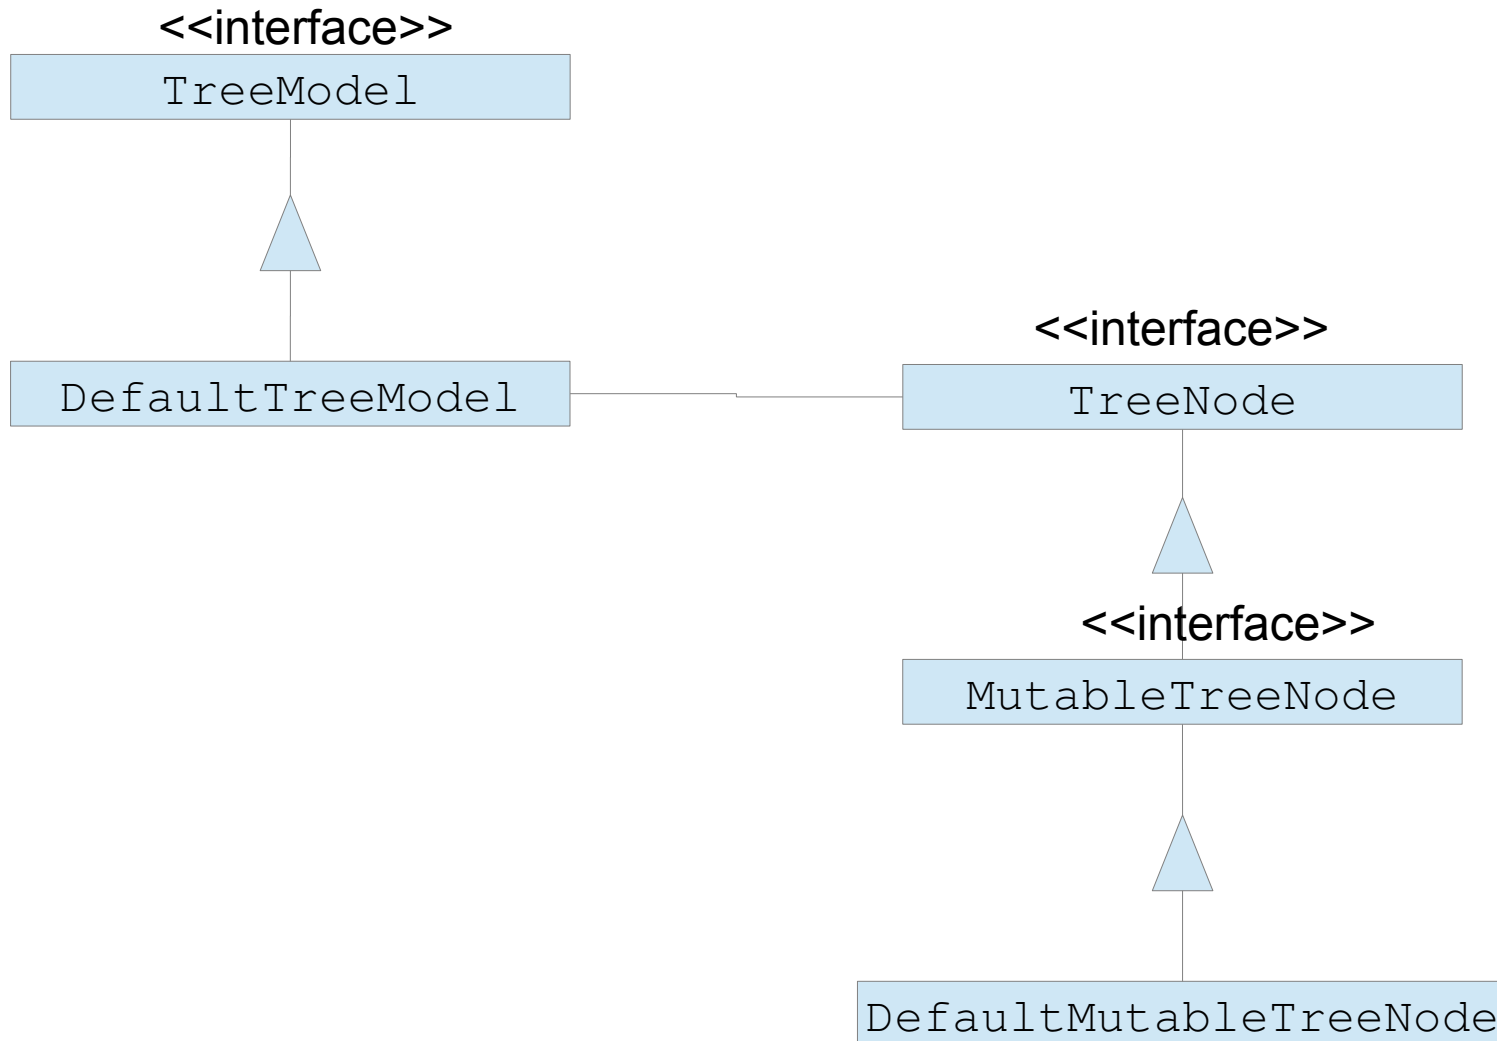 <<interface>>
TreeModel
DefaultTreeModel
<<interface>>
TreeNode
<<interface>>
MutableTreeNode
DefaultMutableTreeNode